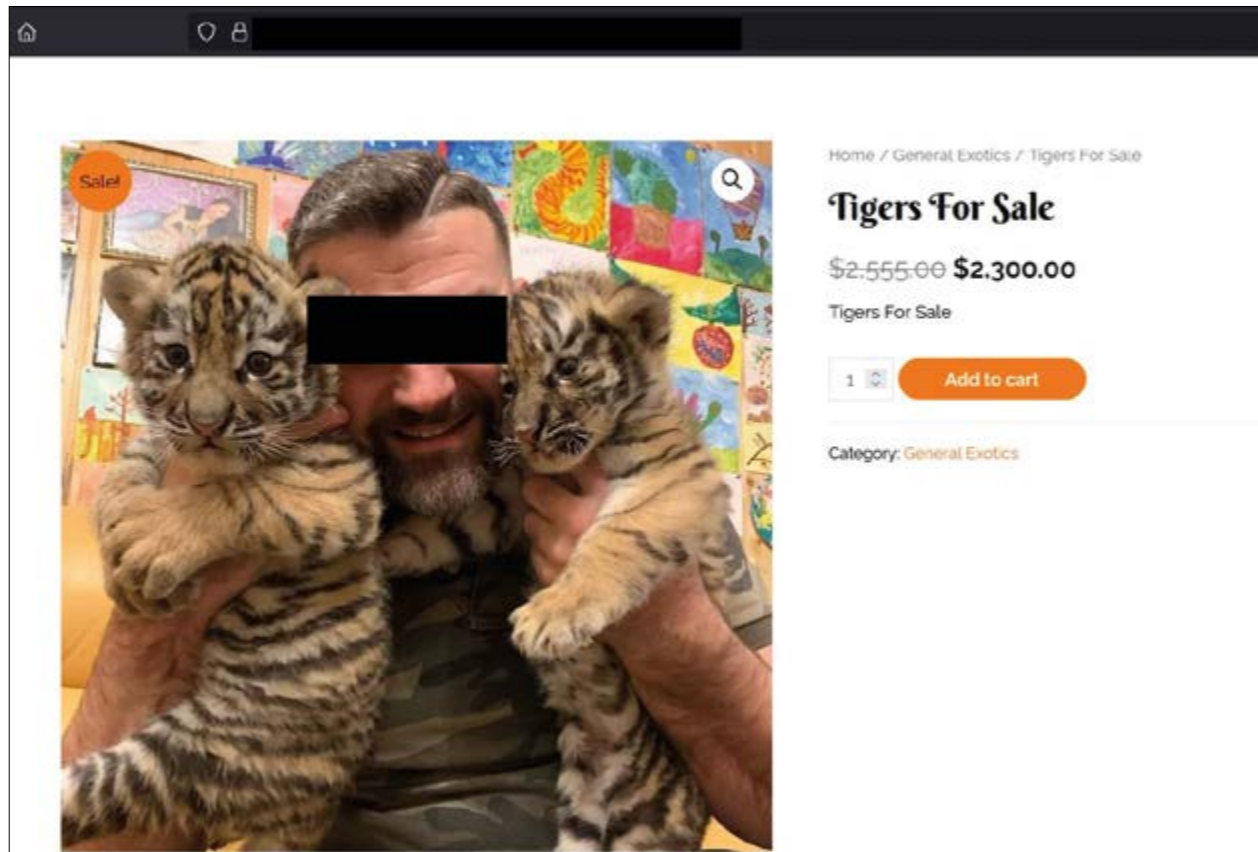 Sale!
Home / General Exotics / Tigers For Sale
Tigers For Sale
$2.555.00 $2.300.00
Tigers For Sale
1 Add to cart
Category: General Exotics